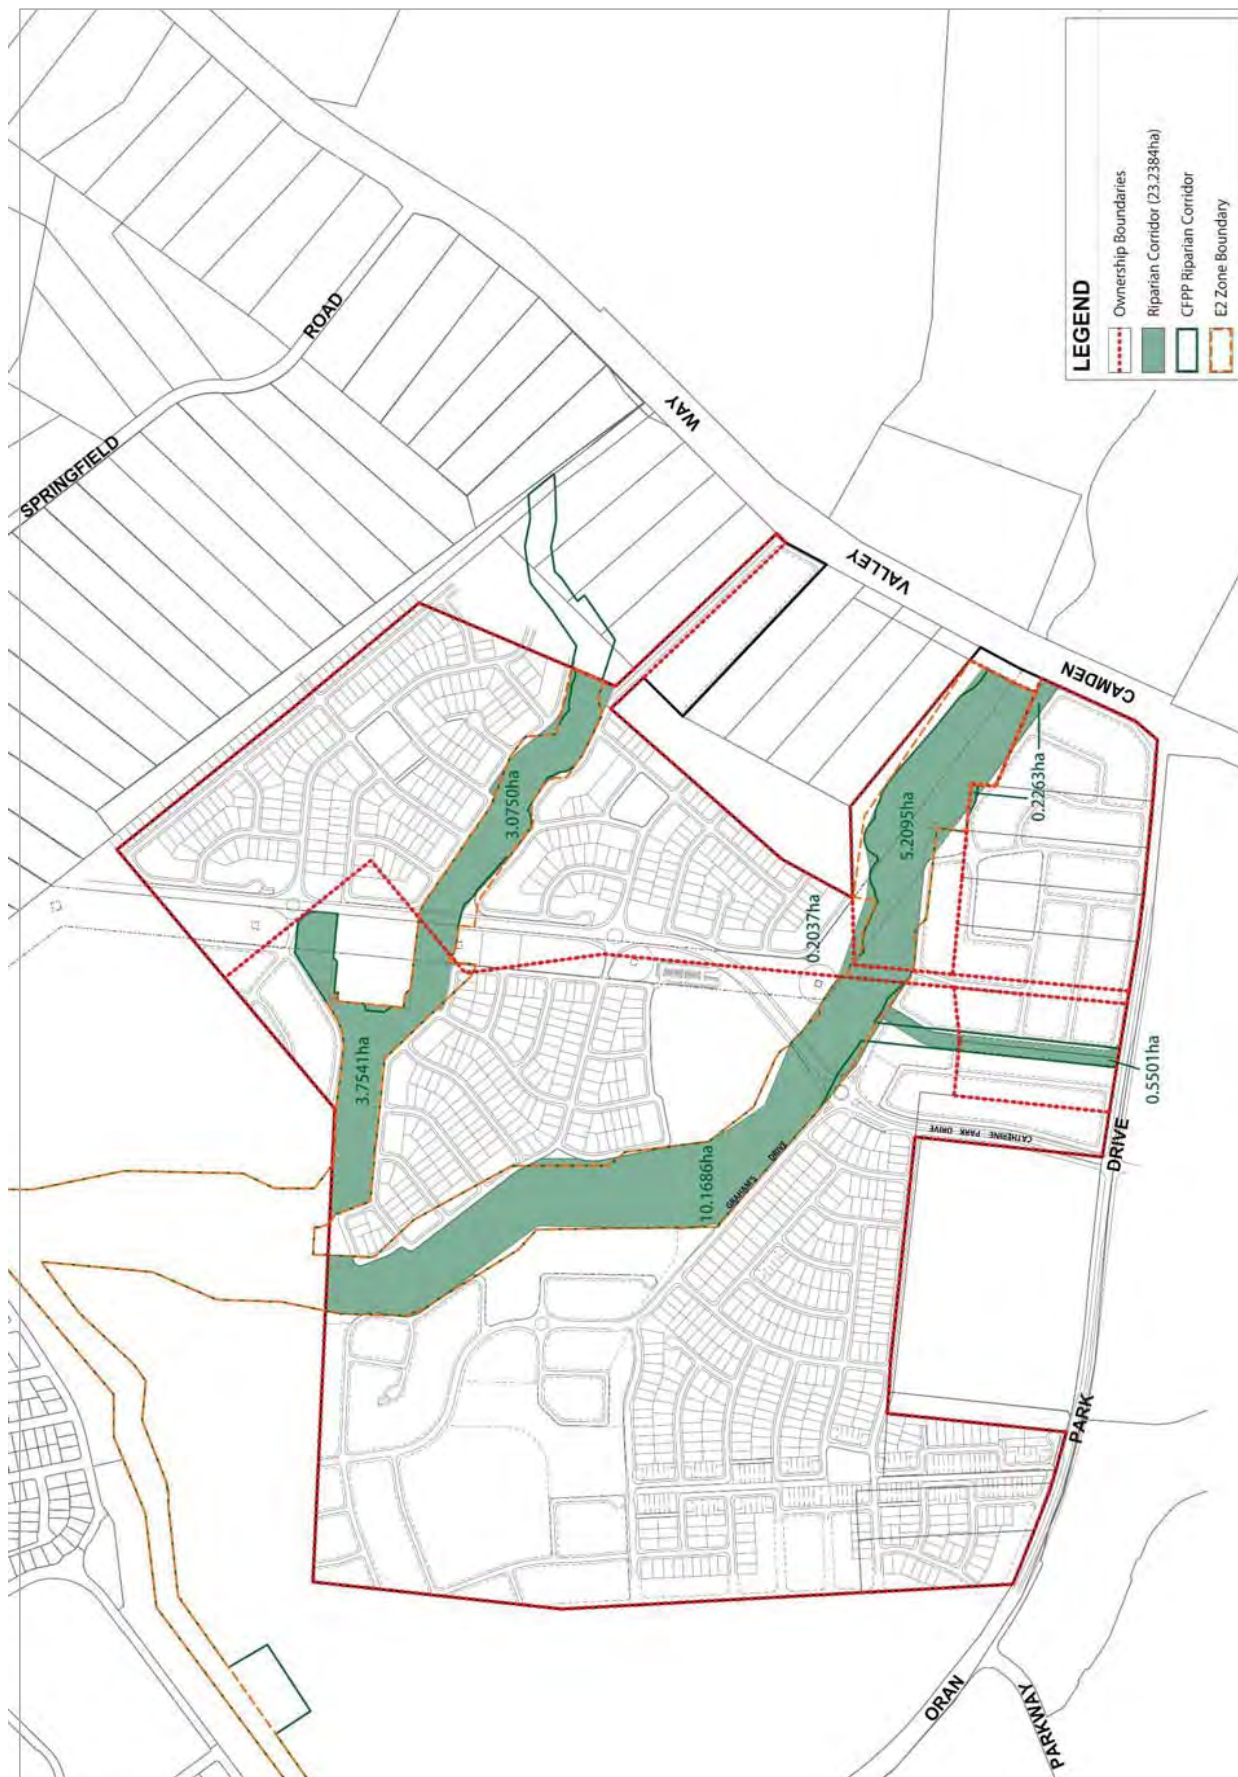 SPRINGFIELD
ROAD
WAY
VALLEY
CAMDEN
3.0750ha
3.7541ha
5.2095ha
0.2263ha
0.2037ha
10.1686ha
0.5501ha
GRAHAM'S DRIVE
CATHERINE PARK DRIVE
DRIVE
PARK
ORAN
PARKWAY
LEGEND
Ownership Boundaries
Riparian Corridor (23.2384ha)
CFPP Riparian Corridor
E2 Zone Boundary